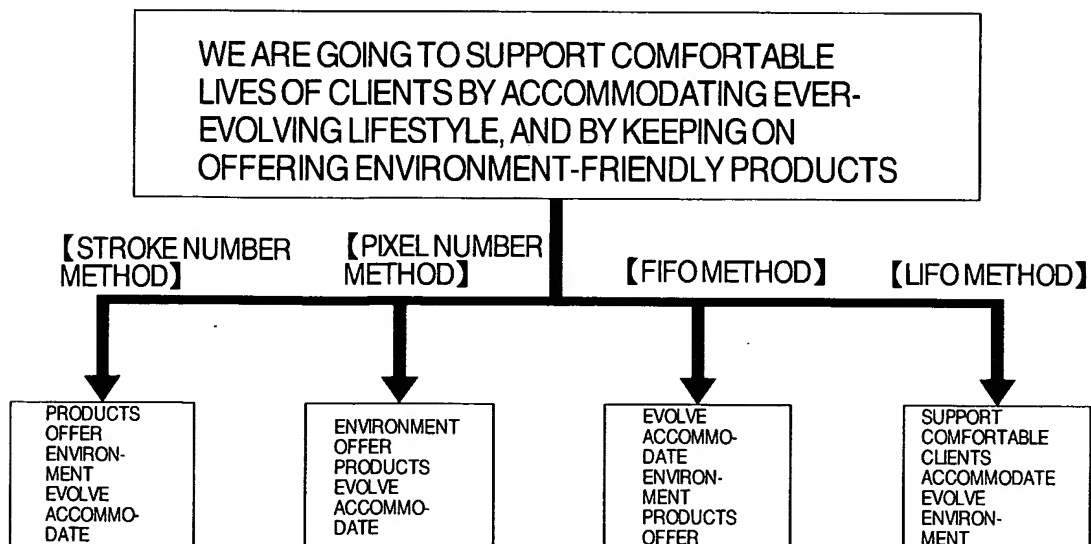 WE ARE GOING TO SUPPORT COMFORTABLE
LIVES OF CLIENTS BY ACCOMMODATING EVER-
EVOLVING LIFESTYLE, AND BY KEEPING ON
OFFERING ENVIRONMENT-FRIENDLY PRODUCTS
【STROKE NUMBER
METHOD】
【PIXEL NUMBER
METHOD】
【FIFO METHOD】
【LIFO METHOD】
PRODUCTS
OFFER
ENVIRON-
MENT
EVOLVE
ACCOMMO-
DATE
ENVIRONMENT
OFFER
PRODUCTS
EVOLVE
ACCOMMO-
DATE
EVOLVE
ACCOMMO-
DATE
ENVIRON-
MENT
PRODUCTS
OFFER
SUPPORT
COMFORTABLE
CLIENTS
ACCOMMODATE
EVOLVE
ENVIRON-
MENT